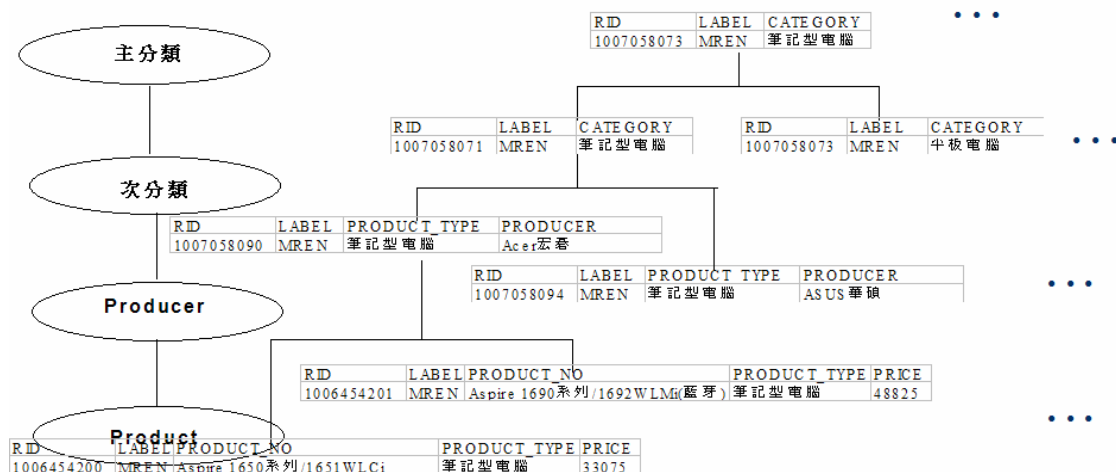 主分類
RID LABEL CATEGORY
1007058073 MREN 筆記型電腦
RID LABEL CATEGORY
1007058071 MREN 筆記型電腦
RID LABEL CATEGORY
1007058073 MREN 平板電腦
次分類
RID LABEL PRODUCT_TYPE PRODUCER
1007058090 MREN 筆記型電腦 Acer宏碁
RID LABEL PRODUCT_TYPE PRODUCER
1007058094 MREN 筆記型電腦 ASUS華碩
Producer
RID LABEL PRODUCT_NO PRODUCT_TYPE PRICE
1006454201 MREN Aspire 1690系列/1692WLMi(藍芽) 筆記型電腦 48825
Product
RID LABEL PRODUCT_NO PRODUCT_TYPE PRICE
1006454200 MREN Aspire 1650系列/1651WLCi 筆記型電腦 33075